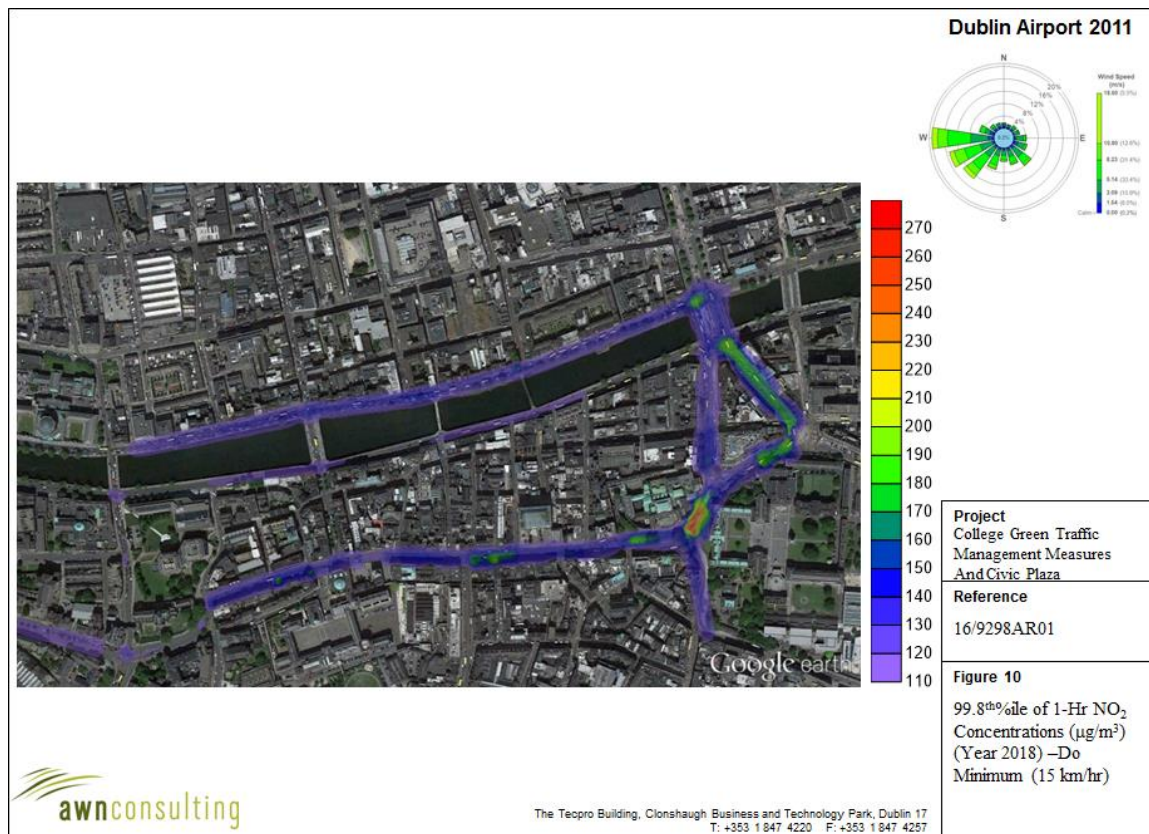 Dublin Airport 2011
N
20%
16%
12%
8%
4%
W
E
S
Wind Speed
(m/s)
Calm
270
260
250
240
230
220
210
200
190
180
170
160
150
140
130
120
110
Google earth
Project
College Green Traffic
Management Measures
And Civic Plaza
Reference
16/9298AR01
Figure 10
99.8th%ile of 1-Hr NO2
Concentrations (µg/m³)
(Year 2018) –Do
Minimum (15 km/hr)
awnconsulting
The Tecpro Building, Clonshaugh Business and Technology Park, Dublin 17
T: +353 1 847 4220 F: +353 1 847 4257